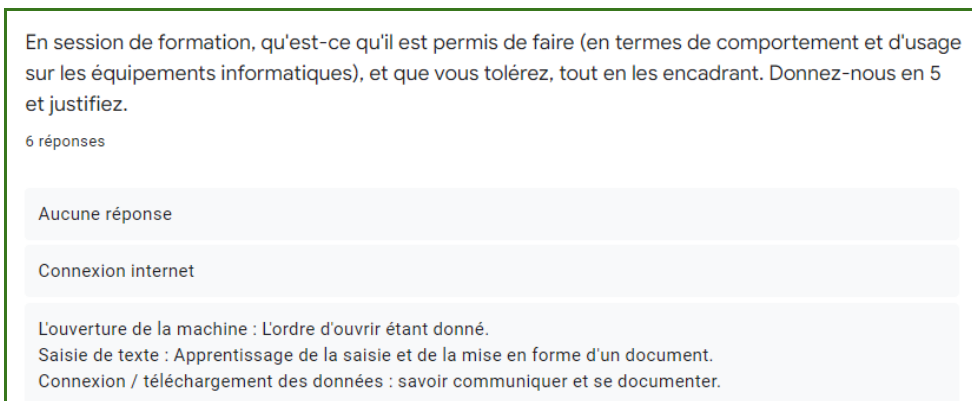 En session de formation, qu'est-ce qu'il est permis de faire (en termes de comportement et d'usage
sur les équipements informatiques), et que vous tolérez, tout en les encadrant. Donnez-nous en 5
et justifiez.
6 réponses
Aucune réponse
Connexion internet
L'ouverture de la machine : L'ordre d'ouvrir étant donné.
Saisie de texte : Apprentissage de la saisie et de la mise en forme d'un document.
Connexion / téléchargement des données : savoir communiquer et se documenter.